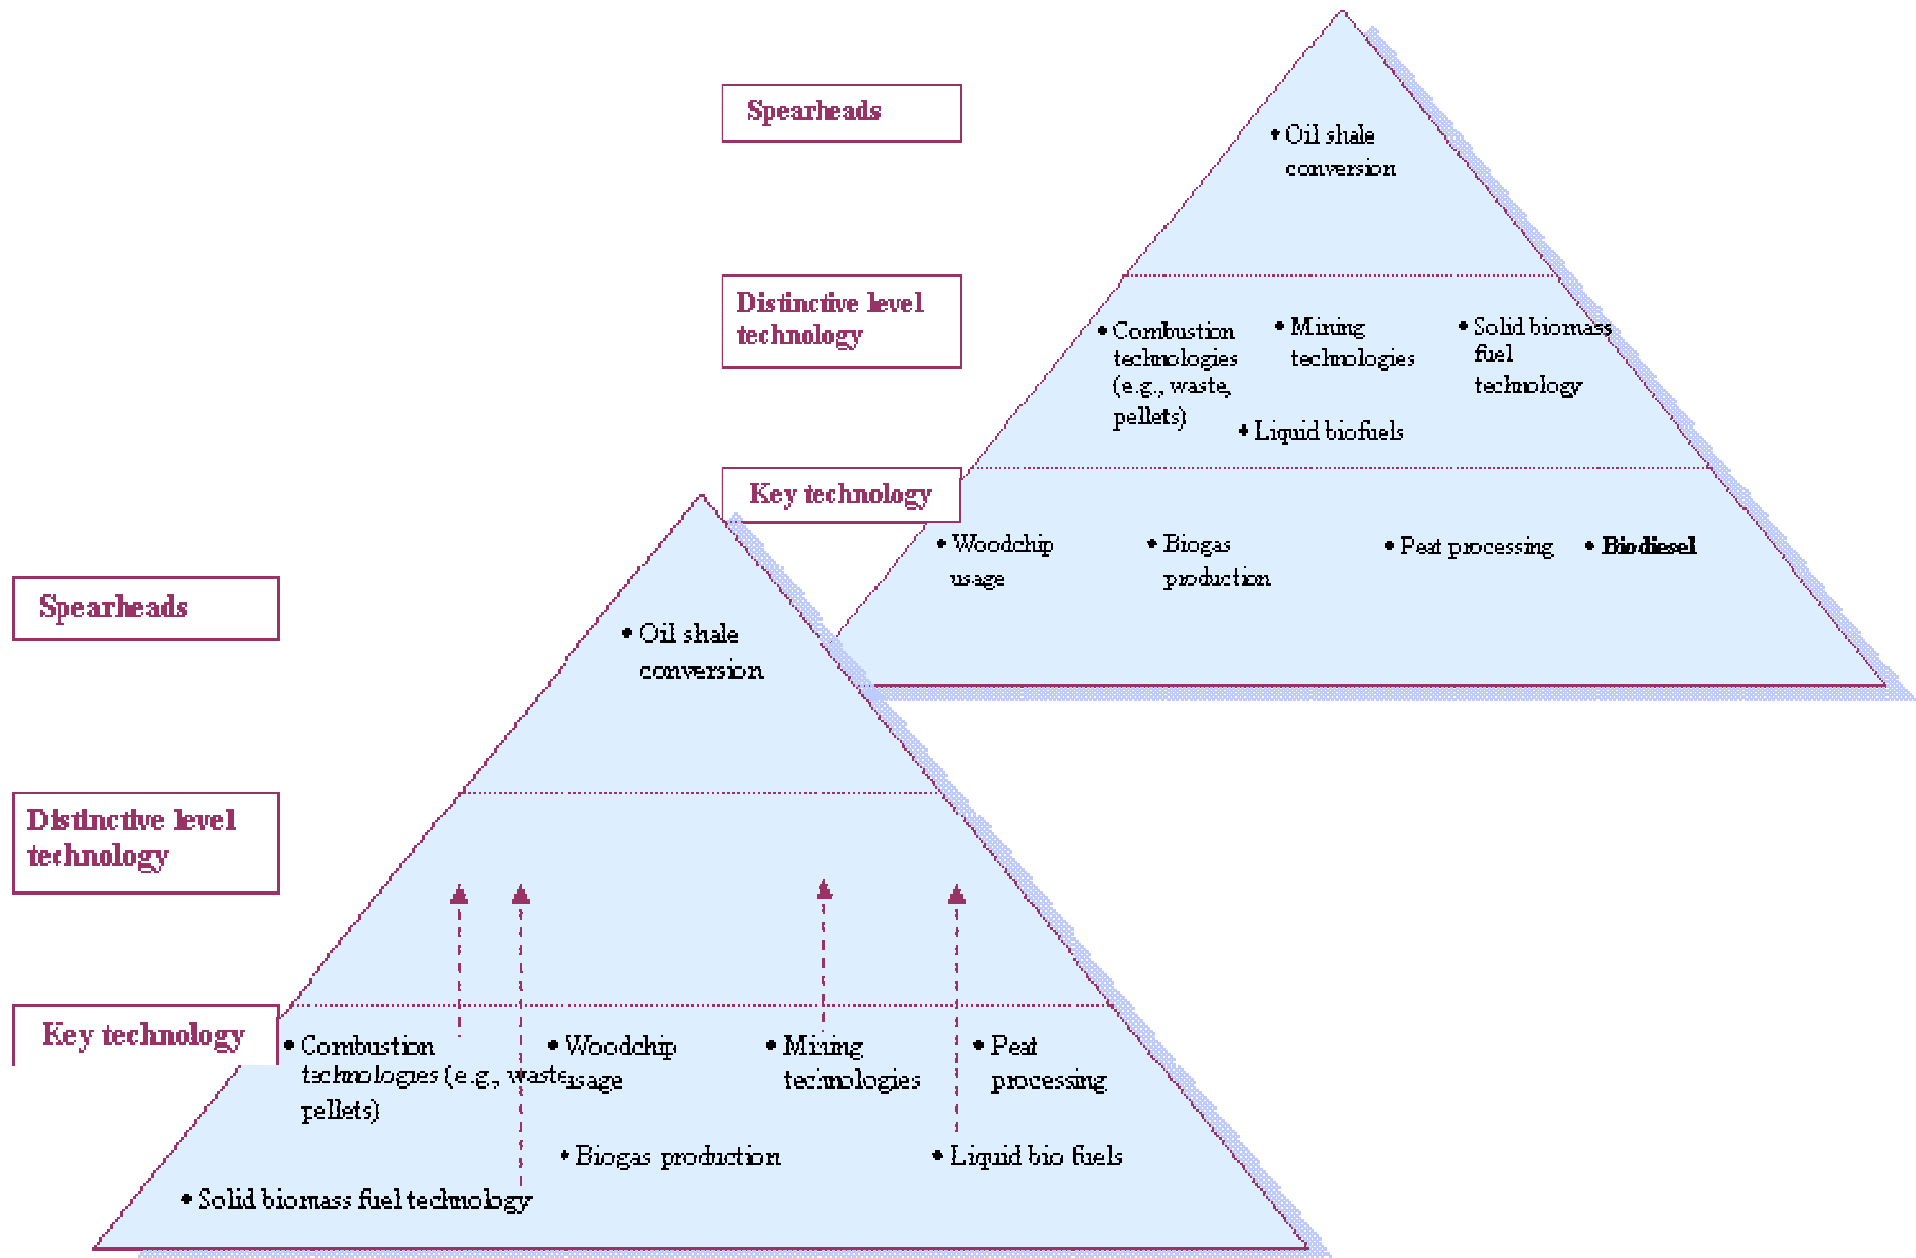 Spearheads
• Oil shale
conversion
Distinctive level
technology
• Combustion
technologies
(e.g., waste,
pellets)
• Mining
technologies
• Solid biomass
fuel
technology
• Liquid biofuels
Key technology
• Woodchip
usage
• Biogas
production
• Peat processing
• Biodiesel
Spearheads
• Oil shale
conversion
Distinctive level
technology
Key technology
• Combustion
technologies (e.g., waste,
pellets)
• Woodchip
usage
• Mining
technologies
• Peat
processing
• Biogas production
• Liquid bio fuels
• Solid biomass fuel technology